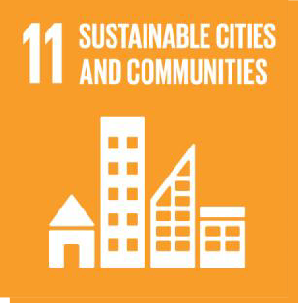 11 SUSTAINABLE CITIES
AND COMMUNITIES